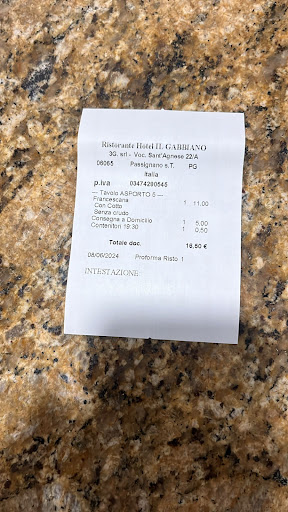 Ristorante Hotel IL GABBIANO
3G. srl - Voc. Sant'Agnese 22/A
06065 Passignano s.T. PG
Italia
p.iva 03474200545
--- Tavolo ASPORTO 5 ---
Francescana 1 11,00
Con Cotto
Senza crudo
Consegna a Domicilio 1 5,00
Contenitori 19:30 1 0,50
Totale doc. 16,50 €
08/06/2024 Proforma Risto 1
INTESTAZIONE